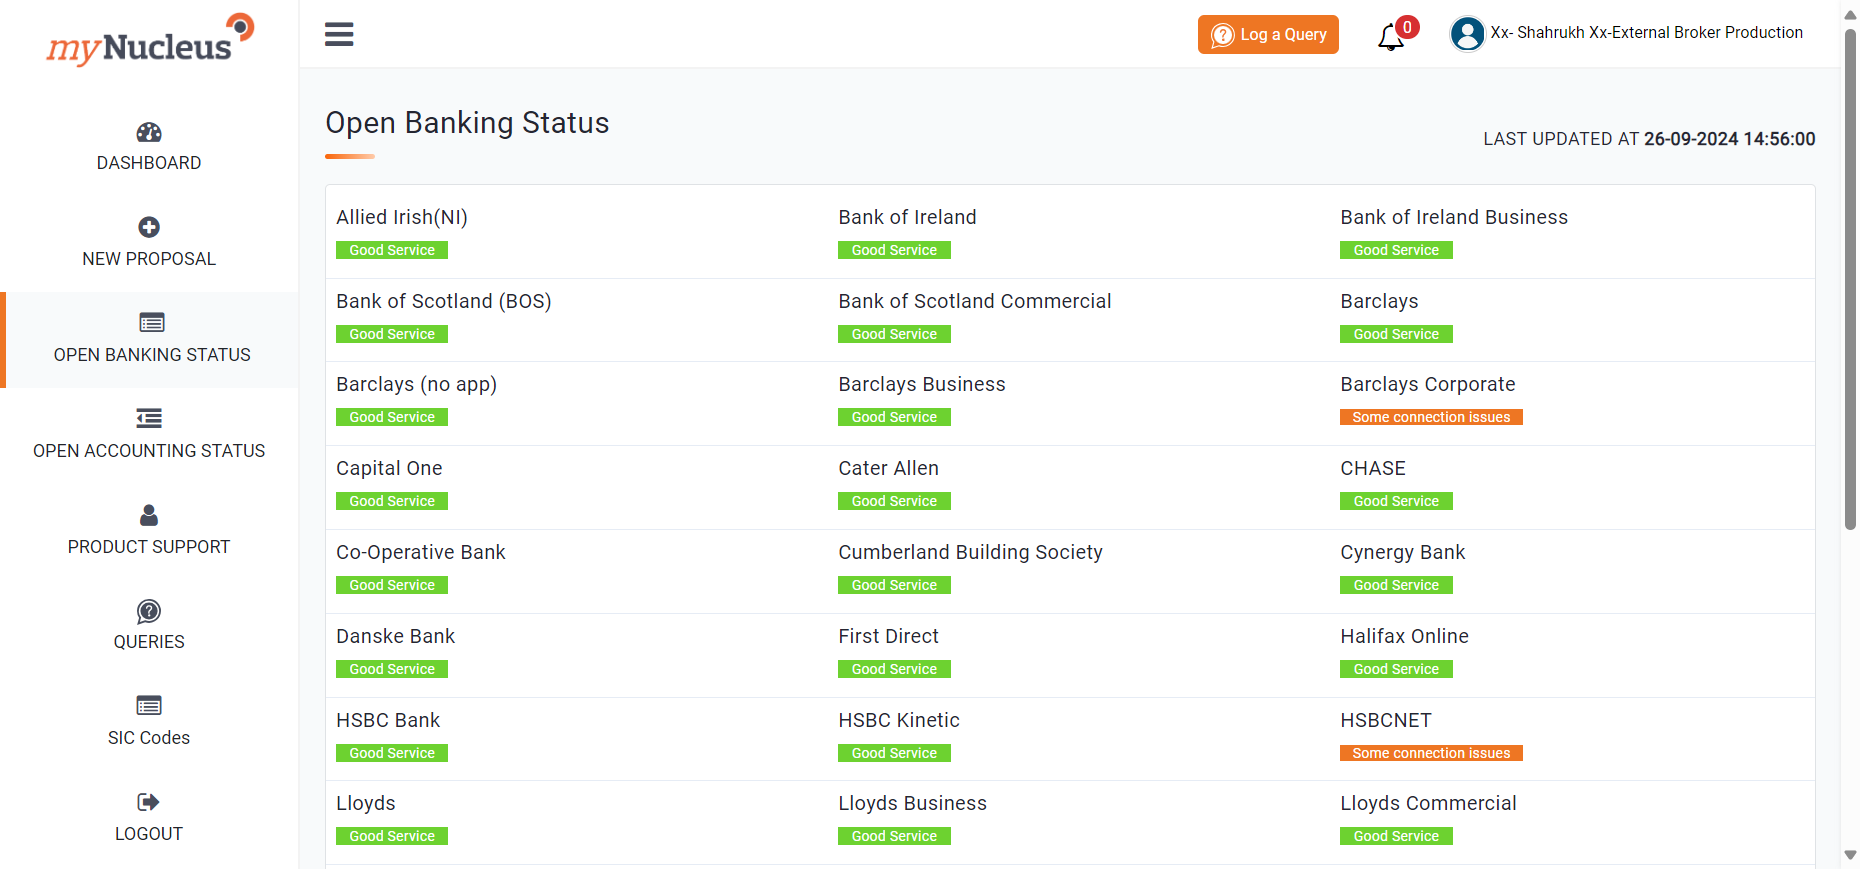 myNucleus
DASHBOARD
NEW PROPOSAL
OPEN BANKING STATUS
OPEN ACCOUNTING STATUS
PRODUCT SUPPORT
QUERIES
SIC Codes
LOGOUT
Log a Query
0
Xx- Shahrukh Xx-External Broker Production
Open Banking Status
LAST UPDATED AT 26-09-2024 14:56:00
Allied Irish(NI)
Good Service
Bank of Ireland
Good Service
Bank of Ireland Business
Good Service
Bank of Scotland (BOS)
Good Service
Bank of Scotland Commercial
Good Service
Barclays
Good Service
Barclays (no app)
Good Service
Barclays Business
Good Service
Barclays Corporate
Some connection issues
Capital One
Good Service
Cater Allen
Good Service
CHASE
Good Service
Co-Operative Bank
Good Service
Cumberland Building Society
Good Service
Cynergy Bank
Good Service
Danske Bank
Good Service
First Direct
Good Service
Halifax Online
Good Service
HSBC Bank
Good Service
HSBC Kinetic
Good Service
HSBCNET
Some connection issues
Lloyds
Good Service
Lloyds Business
Good Service
Lloyds Commercial
Good Service